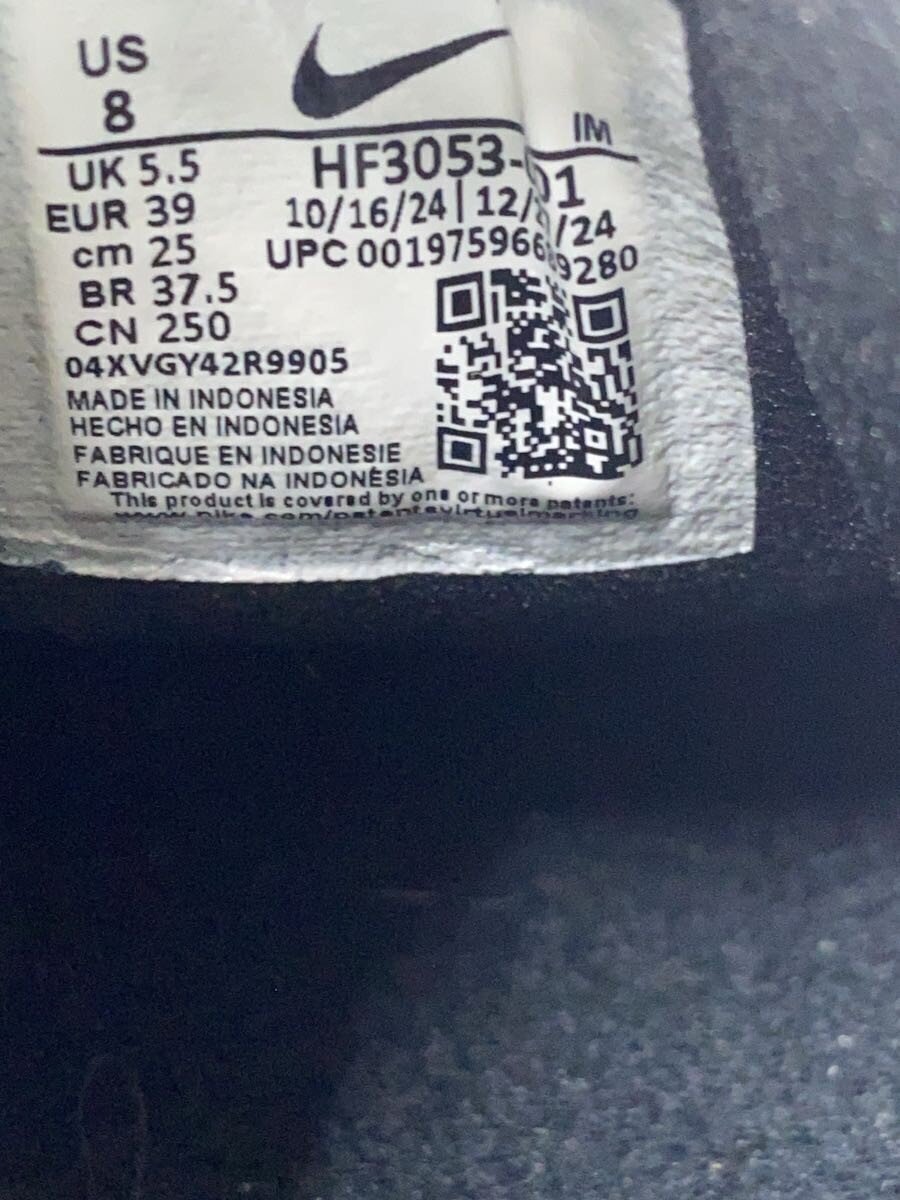 US
8
IM
UK 5.5
HF3053-
EUR 39
10/16/24 | 12/ /24
cm 25
BR 37.5
CN 250
04XVGY42R9905
MADE IN INDONESIA
HECHO EN INDONESIA
FABRIQUE EN INDONESIE
FABRICADO NA INDONÉSIA
This product is covered by one or more patents: